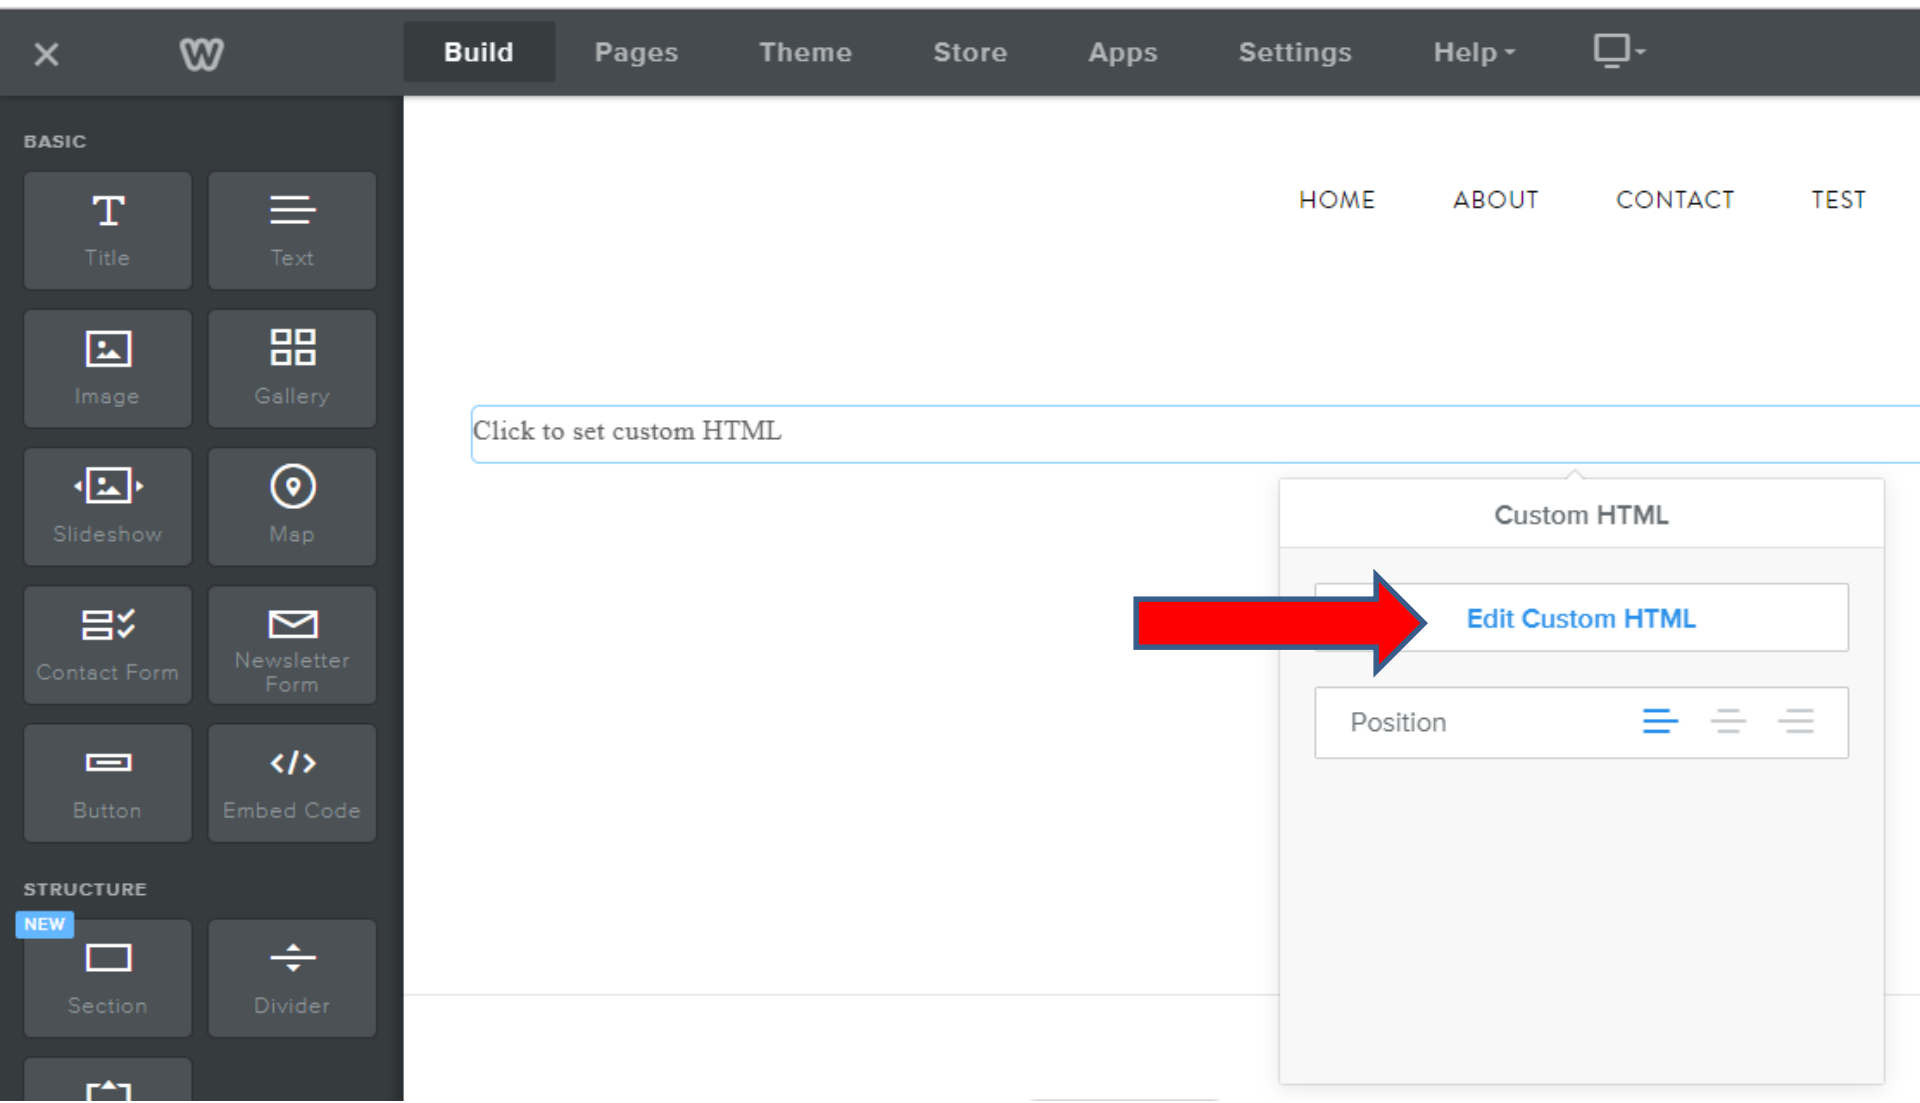 Build Pages Theme Store Apps Settings Help
BASIC
Title Text
Image Gallery
Slideshow Map
Contact Form Newsletter
Form
Button Embed Code
STRUCTURE
NEW
Section Divider
HOME ABOUT CONTACT TEST
Click to set custom HTML
Custom HTML
Edit Custom HTML
Position